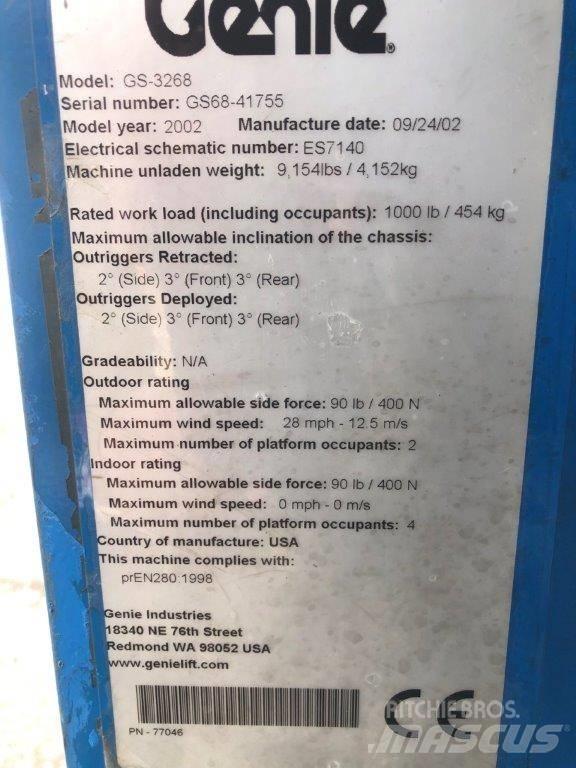 Genie®
Model: GS-3268
Serial number: GS68-41755
Model year: 2002 Manufacture date: 09/24/02
Electrical schematic number: ES7140
Machine unladen weight: 9,154lbs / 4,152kg
Rated work load (including occupants): 1000 lb / 454 kg
Maximum allowable inclination of the chassis:
Outriggers Retracted:
2° (Side) 3° (Front) 3° (Rear)
Outriggers Deployed:
2° (Side) 3° (Front) 3° (Rear)
Gradeability: N/A
Outdoor rating
Maximum allowable side force: 90 lb / 400 N
Maximum wind speed: 28 mph - 12.5 m/s
Maximum number of platform occupants: 2
Indoor rating
Maximum allowable side force: 90 lb / 400 N
Maximum wind speed: 0 mph - 0 m/s
Maximum number of platform occupants: 4
Country of manufacture: USA
This machine complies with:
prEN280:1998
Genie Industries
18340 NE 76th Street
Redmond WA 98052 USA
www.genielift.com
PN - 77046
CE
RITCHIE BROS.
MASCUS